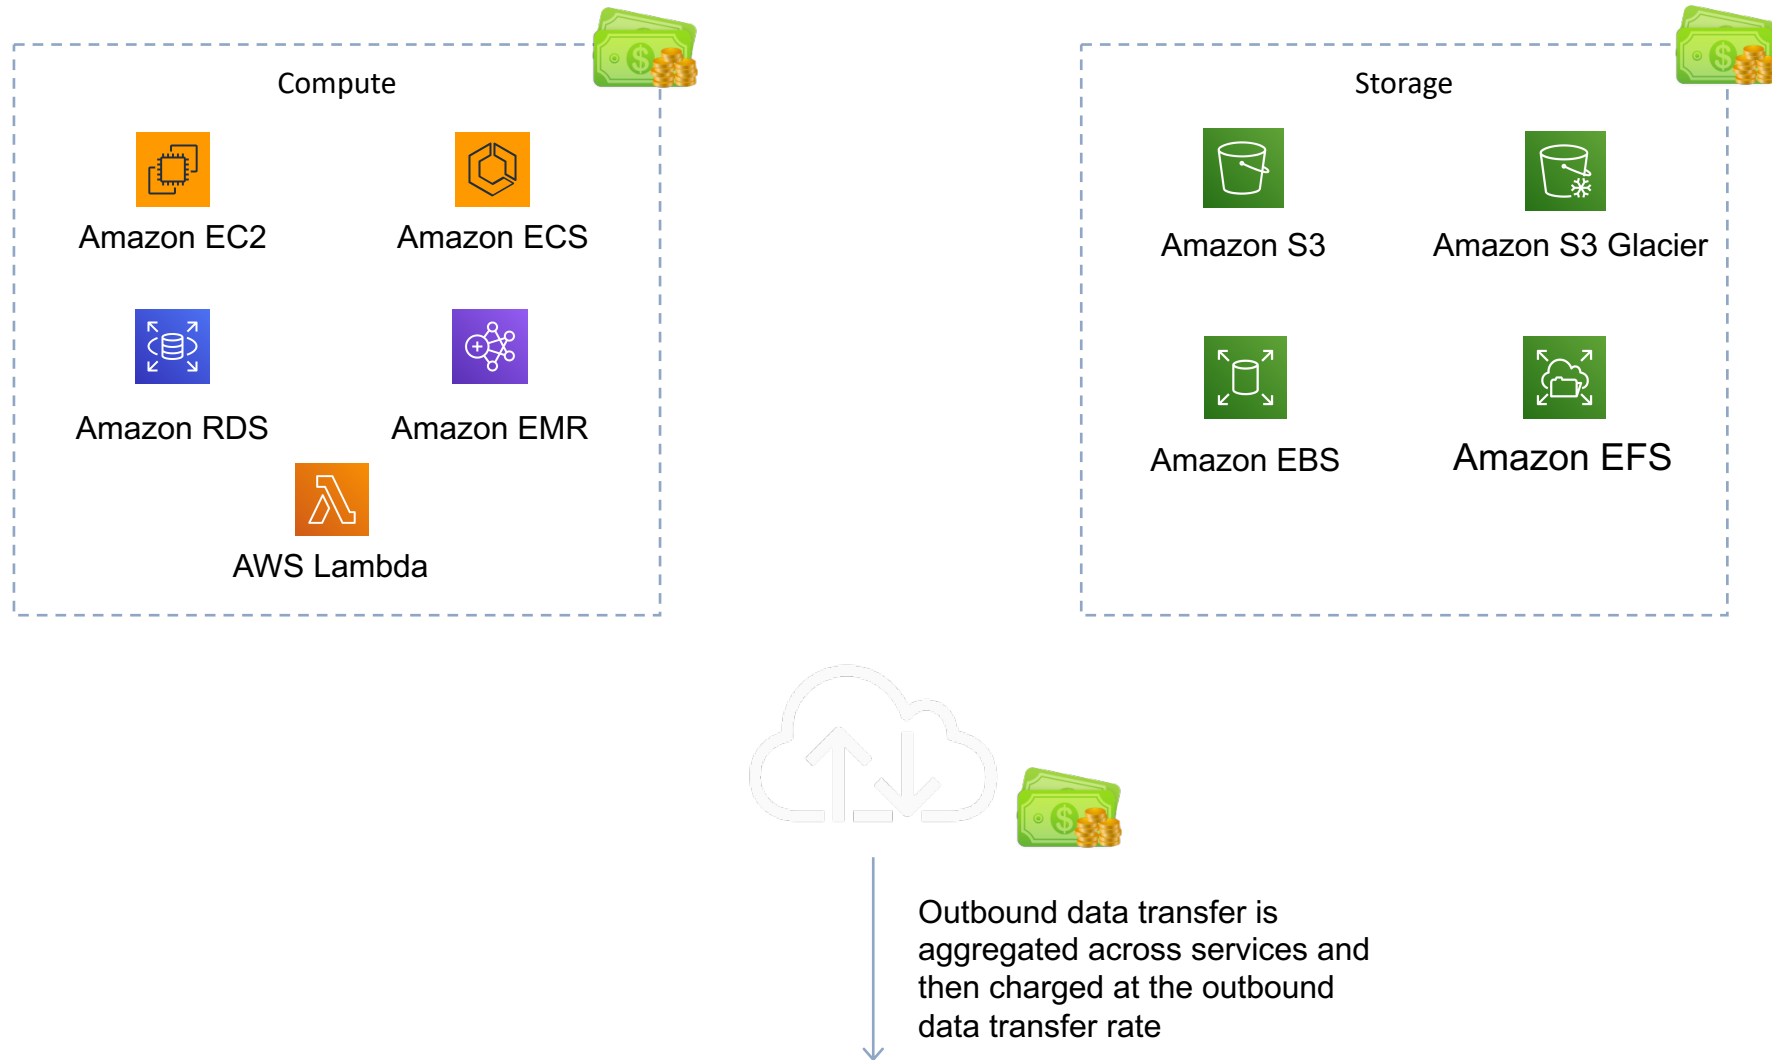 Compute
Amazon EC2
Amazon ECS
Amazon RDS
Amazon EMR
AWS Lambda
Storage
Amazon S3
Amazon S3 Glacier
Amazon EBS
Amazon EFS
Outbound data transfer is
aggregated across services and
then charged at the outbound
data transfer rate